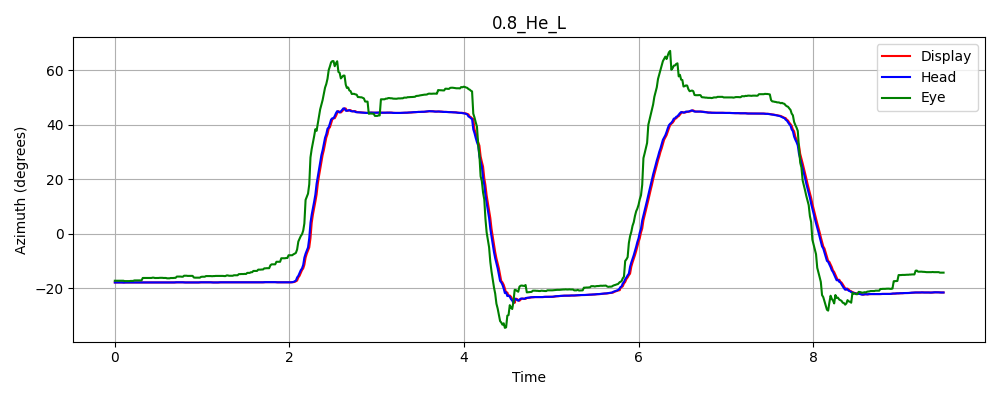 0.8_He_L
Azimuth (degrees)
60
40
20
0
−20
Display
Head
Eye
0 2 4 6 8
Time